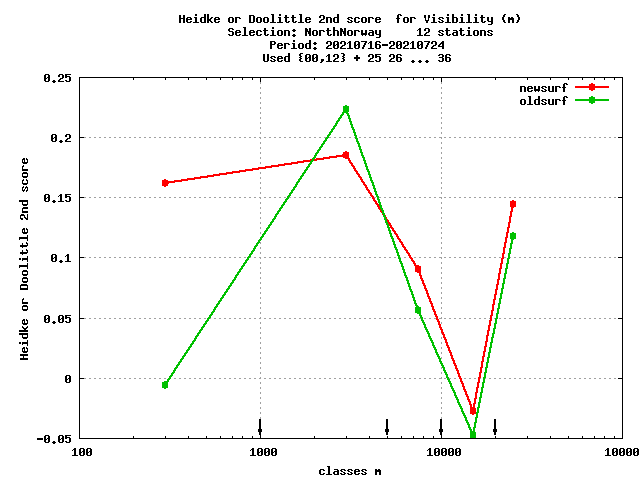 Heidke or Doolittle 2nd score  for Visibility (m)
Selection: NorthNorway     12 stations
Period: 20210716-20210724
Used {00,12} + 25 26 ... 36
0.25
0.2
0.15
0.1
0.05
0
-0.05
Heidke or Doolittle 2nd score
newsurf
oldsurf
100
1000
10000
100000
classes m